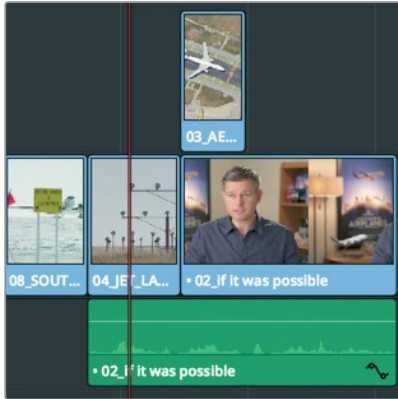 03_AE...
08_SOUT...
04_JET_LA...
• 02_if it was possible
• 02_if it was possible